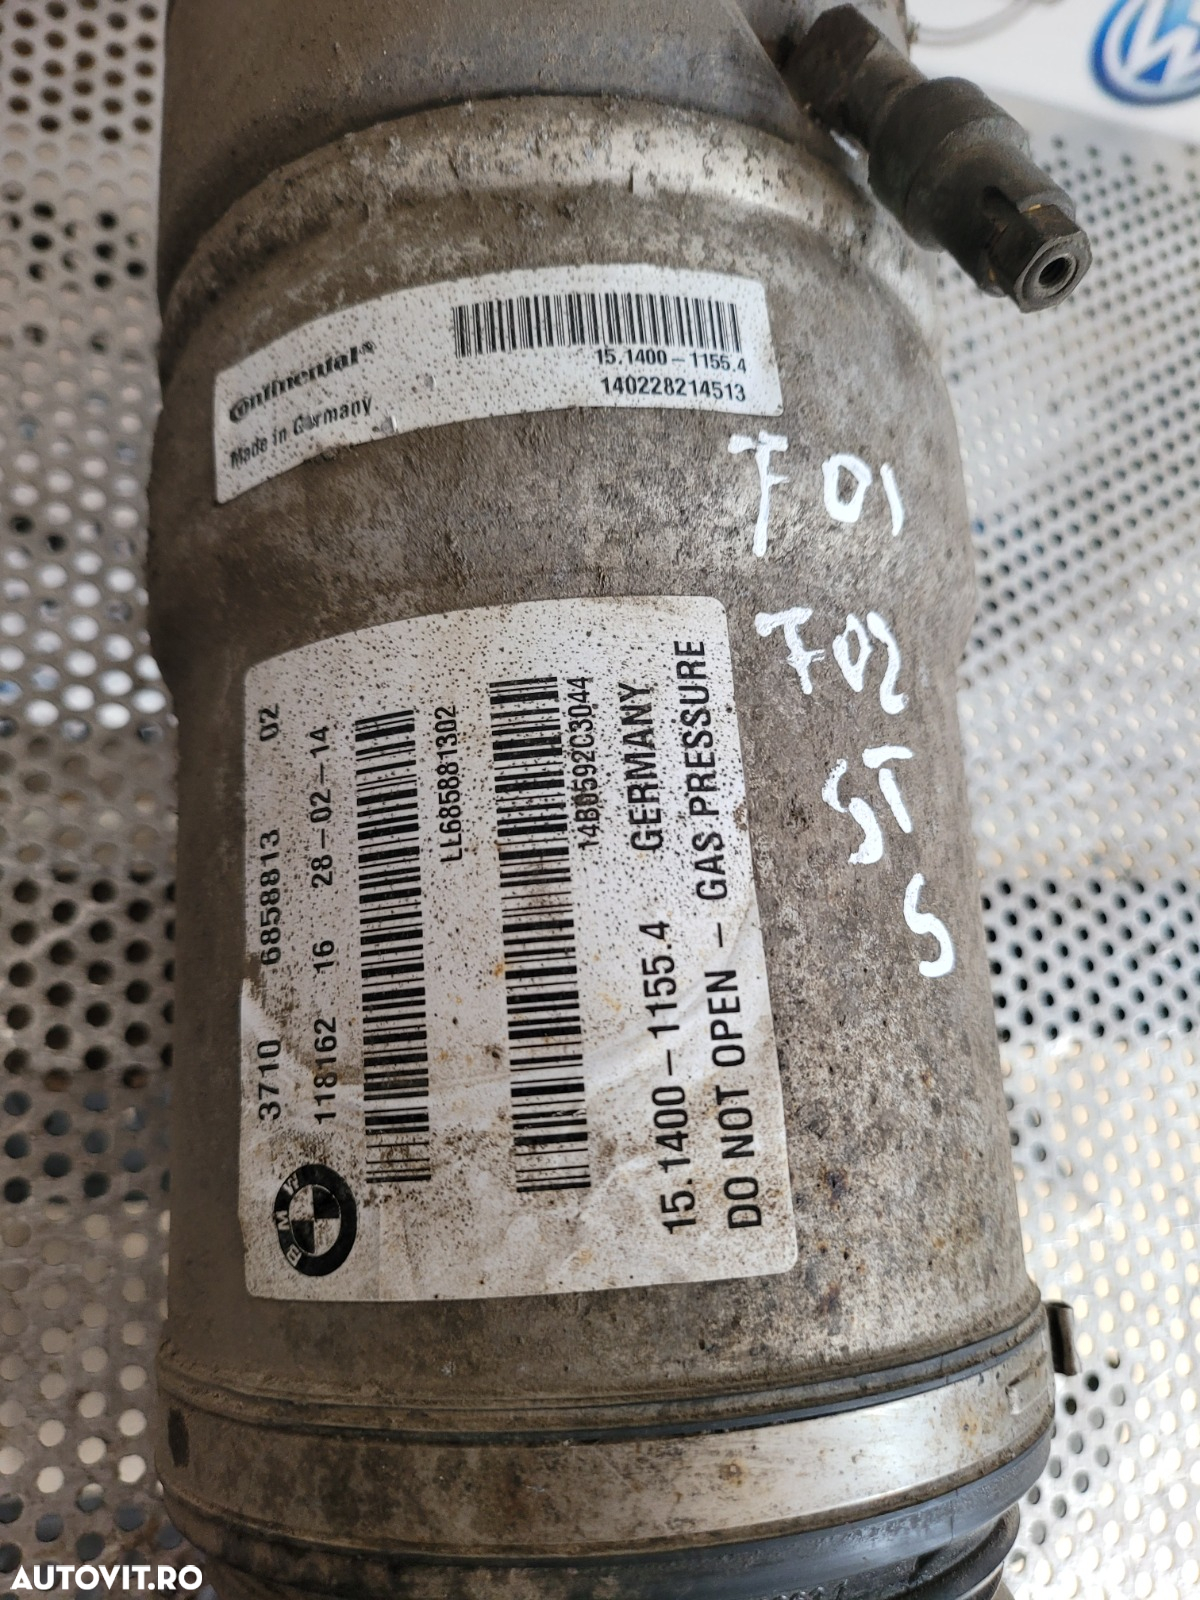 Continental®
Made in Germany
15.1400-1155.4
140228214513
F01
F02
ST
S
BMW
3710 6858813 02
118162 16 28-02-14
LL685881302
14B0592C3044
15.1400-1155.4 GERMANY
DO NOT OPEN - GAS PRESSURE
AUTOVIT.RO